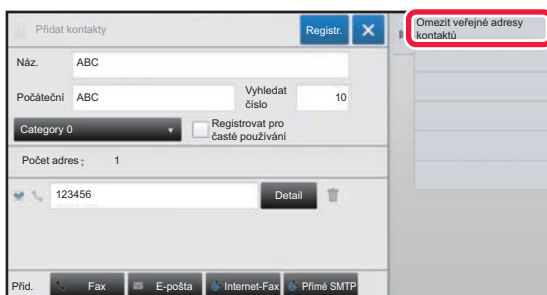 Přidat kontakty
Registr.
Omezit veřejné adresy
kontaktů
Náz. ABC
Počáteční ABC
Vyhledat
číslo
10
Category 0
Registrovat pro
časté používání
Počet adres : 1
123456
Detail
Přid. Fax E-pošta Internet-Fax Přímé SMTP